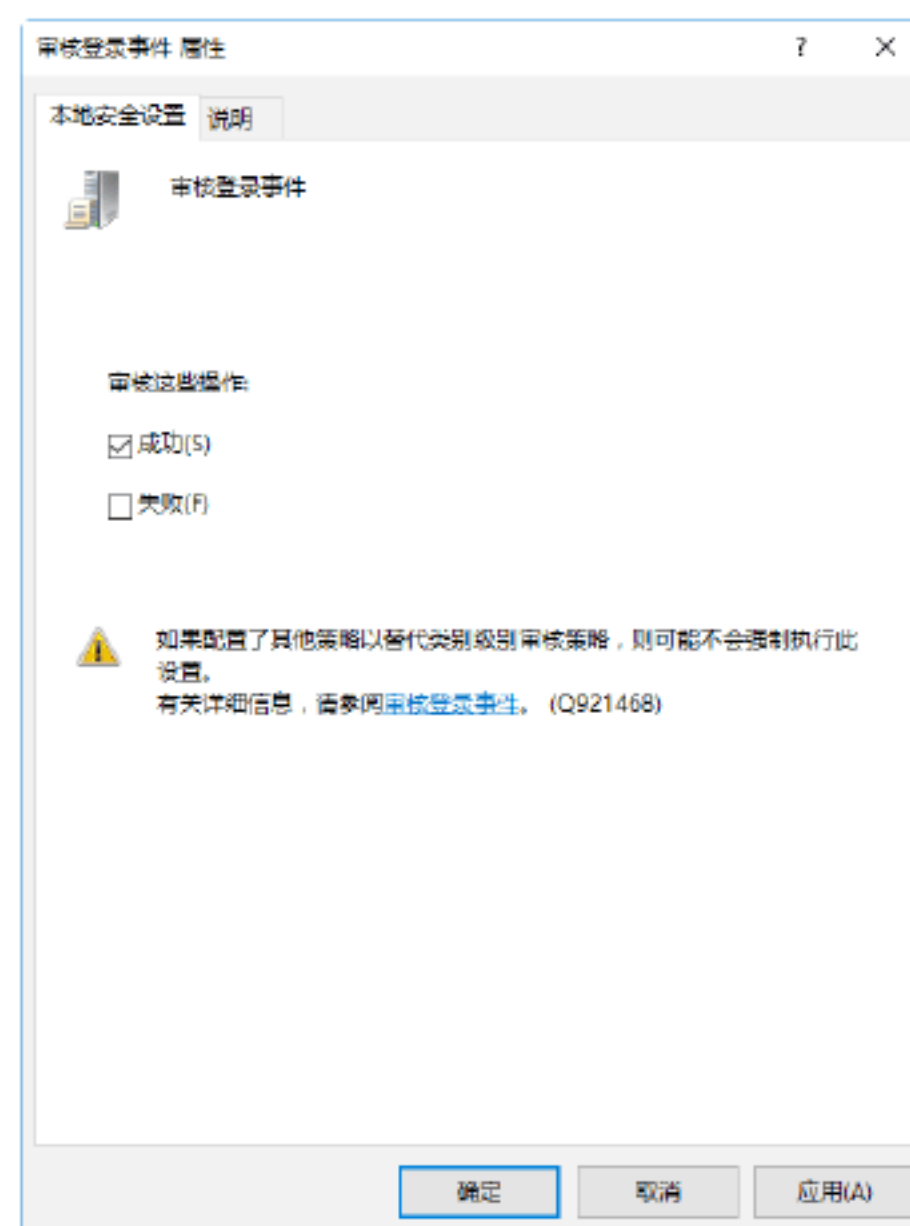 审核登录事件 属性
?
×
本地安全设置
说明
审核登录事件
审核这些操作:
成功(S)
失败(F)
如果配置了其他策略以替代类别级别审核策略，则可能不会强制执行此
设置。
有关详细信息，请参阅审核登录事件。 (Q921468)
确定
取消
应用(A)